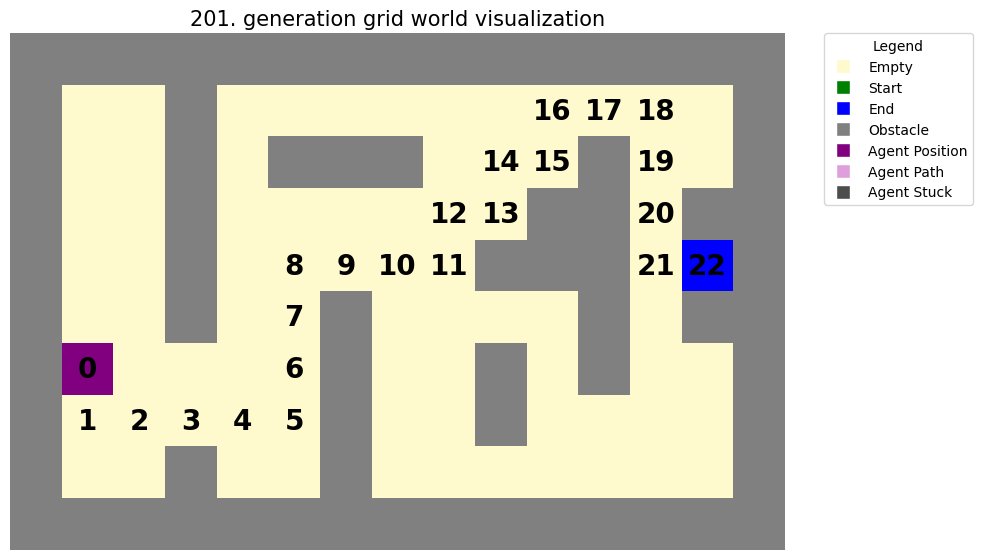 201. generation grid world visualization
Legend
Empty
Start
End
Obstacle
Agent Position
Agent Path
Agent Stuck
16 17 18
14 15 19
12 13 20
8 9 10 11 21 22
7
0 6
1 2 3 4 5